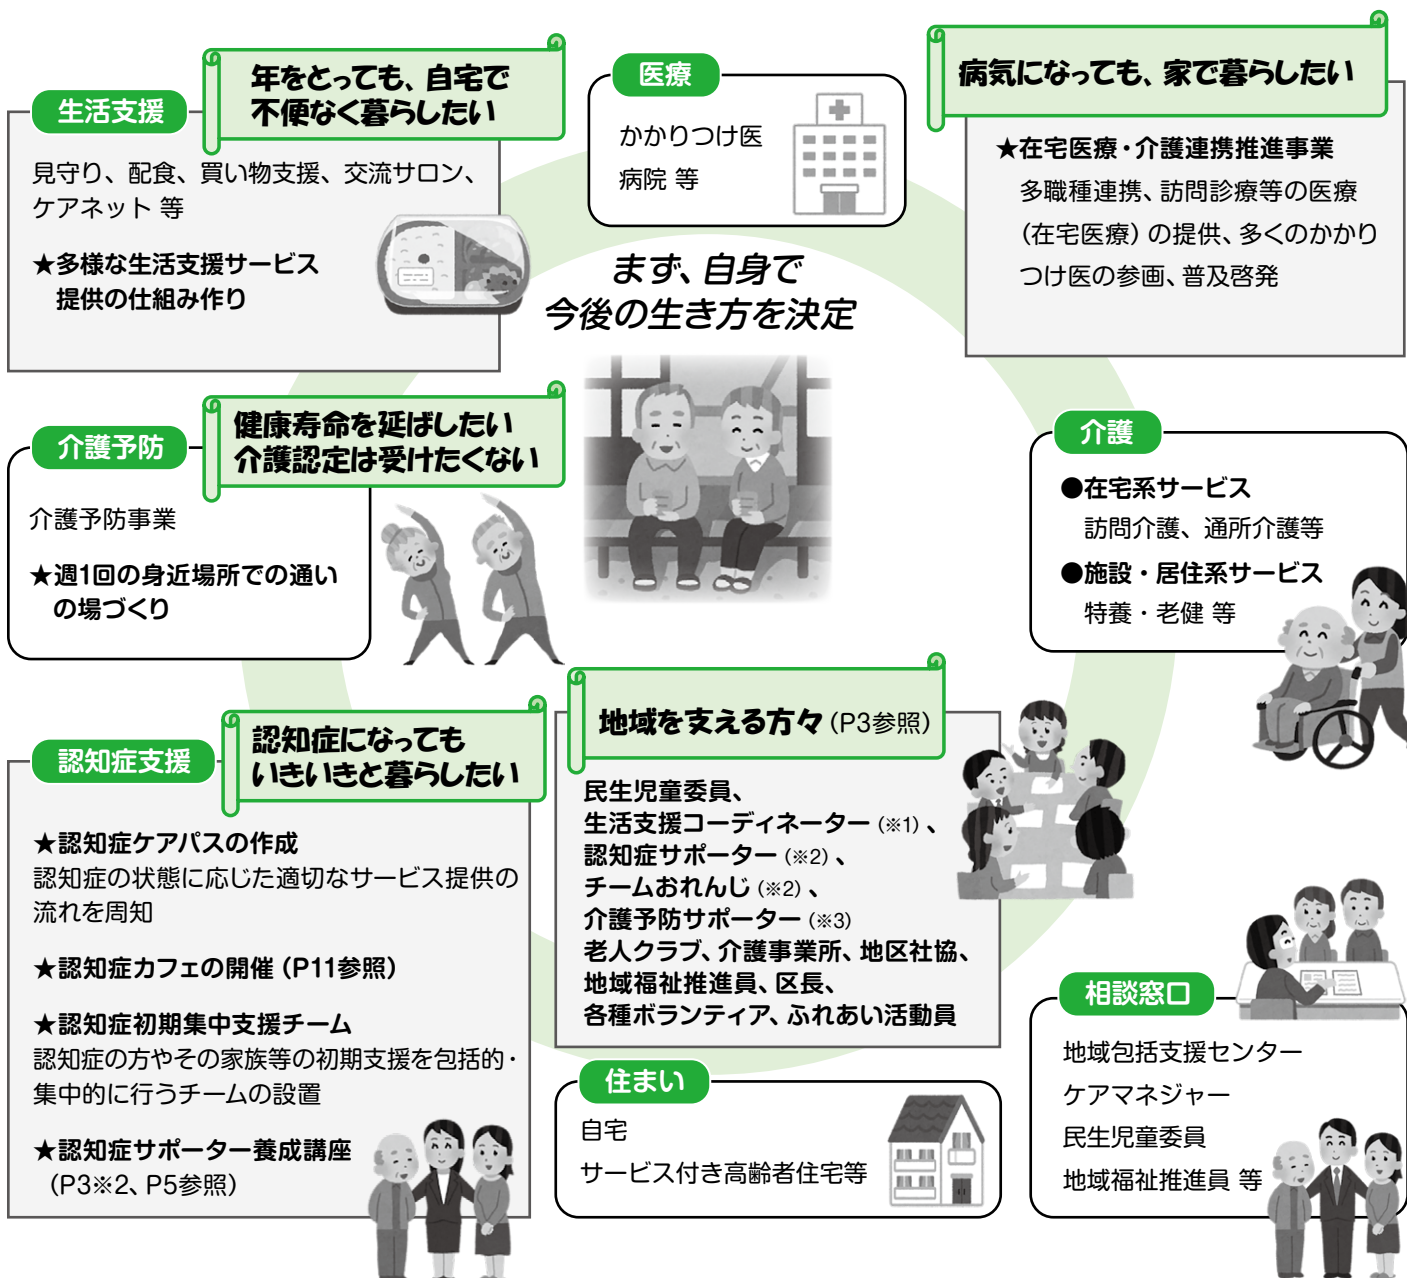 生活支援
年をとっても、自宅で
不便なく暮らしたい
見守り、配食、買い物支援、交流サロン、
ケアネット 等
★多様な生活支援サービス
提供の仕組み作り
医療
かかりつけ医
病院 等
病気になっても、家で暮らしたい
★在宅医療・介護連携推進事業
多職種連携、訪問診療等の医療
（在宅医療）の提供、多くのかかり
つけ医の参画、普及啓発
まず、自身で
今後の生き方を決定
介護予防
健康寿命を延ばしたい
介護認定は受けたくない
介護予防事業
★週1回の身近場所での通い
の場づくり
介護
●在宅系サービス
訪問介護、通所介護等
●施設・居住系サービス
特養・老健 等
認知症支援
認知症になっても
いきいきと暮らしたい
★認知症ケアパスの作成
認知症の状態に応じた適切なサービス提供の
流れを周知
★認知症カフェの開催（P11参照）
★認知症初期集中支援チーム
認知症の方やその家族等の初期支援を包括的・
集中的に行うチームの設置
★認知症サポーター養成講座
（P3※2、P5参照）
地域を支える方々（P3参照）
民生児童委員、
生活支援コーディネーター（※1）、
認知症サポーター（※2）、
チームおれんじ（※2）、
介護予防サポーター（※3）
老人クラブ、介護事業所、地区社協、
地域福祉推進員、区長、
各種ボランティア、ふれあい活動員
住まい
自宅
サービス付き高齢者住宅等
相談窓口
地域包括支援センター
ケアマネジャー
民生児童委員
地域福祉推進員 等